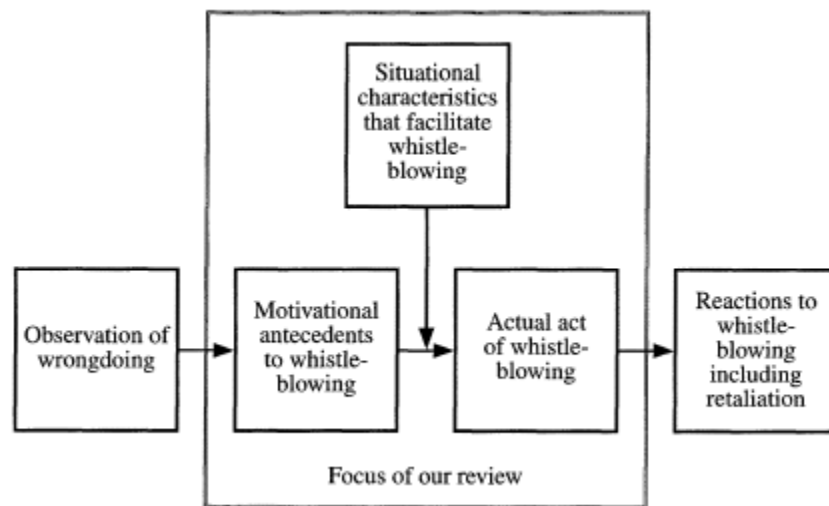 Situational
characteristics
that facilitate
whistle-
blowing
Observation of
wrongdoing
Motivational
antecedents
to whistle-
blowing
Actual act
of whistle-
blowing
Reactions to
whistle-
blowing
including
retaliation
Focus of our review